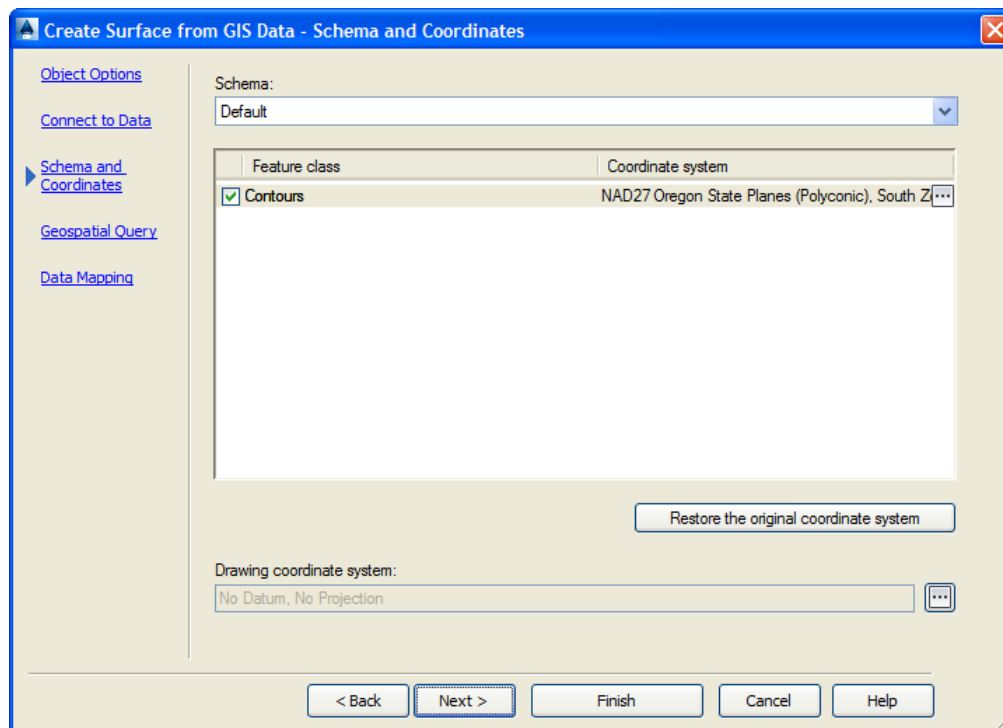 Create Surface from GIS Data - Schema and Coordinates
Object Options
Connect to Data
Schema and
Coordinates
Geospatial Query
Data Mapping
Schema:
Default
Feature class Coordinate system
Contours NAD27 Oregon State Planes (Polyconic), South Z
Restore the original coordinate system
Drawing coordinate system:
No Datum, No Projection
< Back Next > Finish Cancel Help